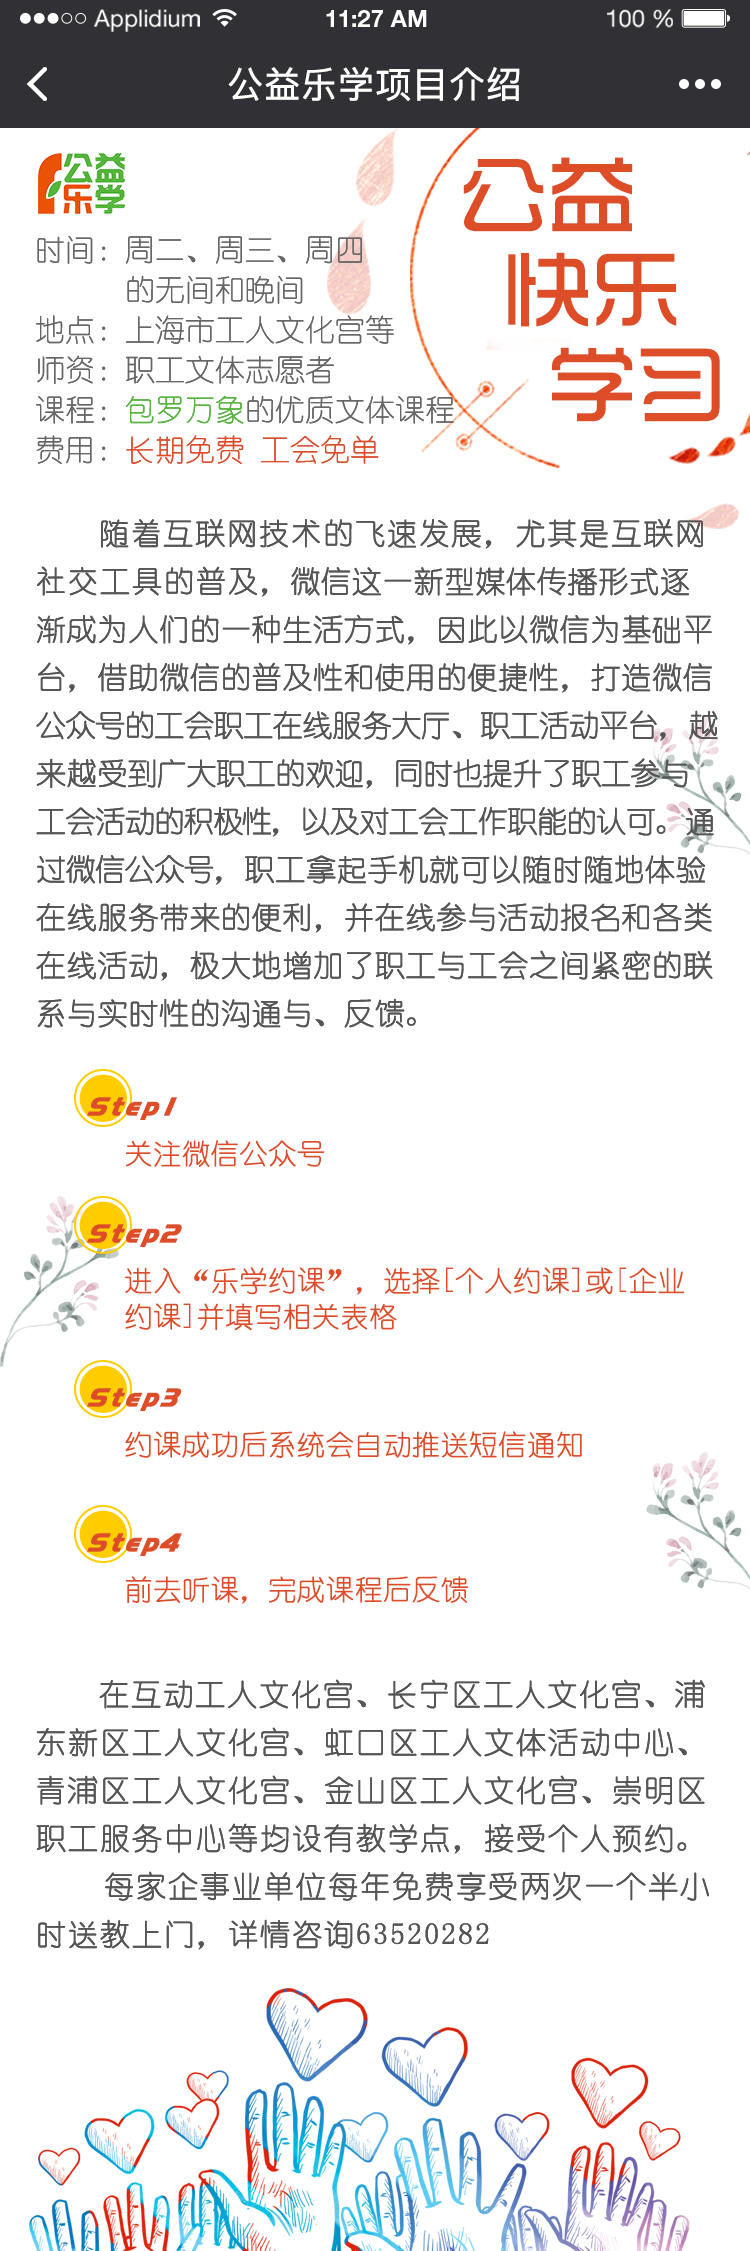 Applidium 11:27 AM 100 %
公益乐学项目介绍
公益
乐学
公益
快乐
学习
时间：周二、周三、周四
的无间和晚间
地点：上海市工人文化宫等
师资：职工文体志愿者
课程：包罗万象的优质文体课程
费用：长期免费 工会免单
随着互联网技术的飞速发展，尤其是互联网
社交工具的普及，微信这一新型媒体传播形式逐
渐成为人们的一种生活方式，因此以微信为基础平
台，借助微信的普及性和使用的便捷性，打造微信
公众号的工会职工在线服务大厅、职工活动平台，越
来越受到广大职工的欢迎，同时也提升了职工参与
工会活动的积极性，以及对工会工作职能的认可。通
过微信公众号，职工拿起手机就可以随时随地体验
在线服务带来的便利，并在线参与活动报名和各类
在线活动，极大地增加了职工与工会之间紧密的联
系与实时性的沟通与、反馈。
Step1
关注微信公众号
Step2
进入“乐学约课”，选择[个人约课]或[企业
约课]并填写相关表格
Step3
约课成功后系统会自动推送短信通知
Step4
前去听课，完成课程后反馈
在互动工人文化宫、长宁区工人文化宫、浦
东新区工人文化宫、虹口区工人文体活动中心、
青浦区工人文化宫、金山区工人文化宫、崇明区
职工服务中心等均设有教学点，接受个人预约。
每家企事业单位每年免费享受两次一个半小
时送教上门，详情咨询63520282